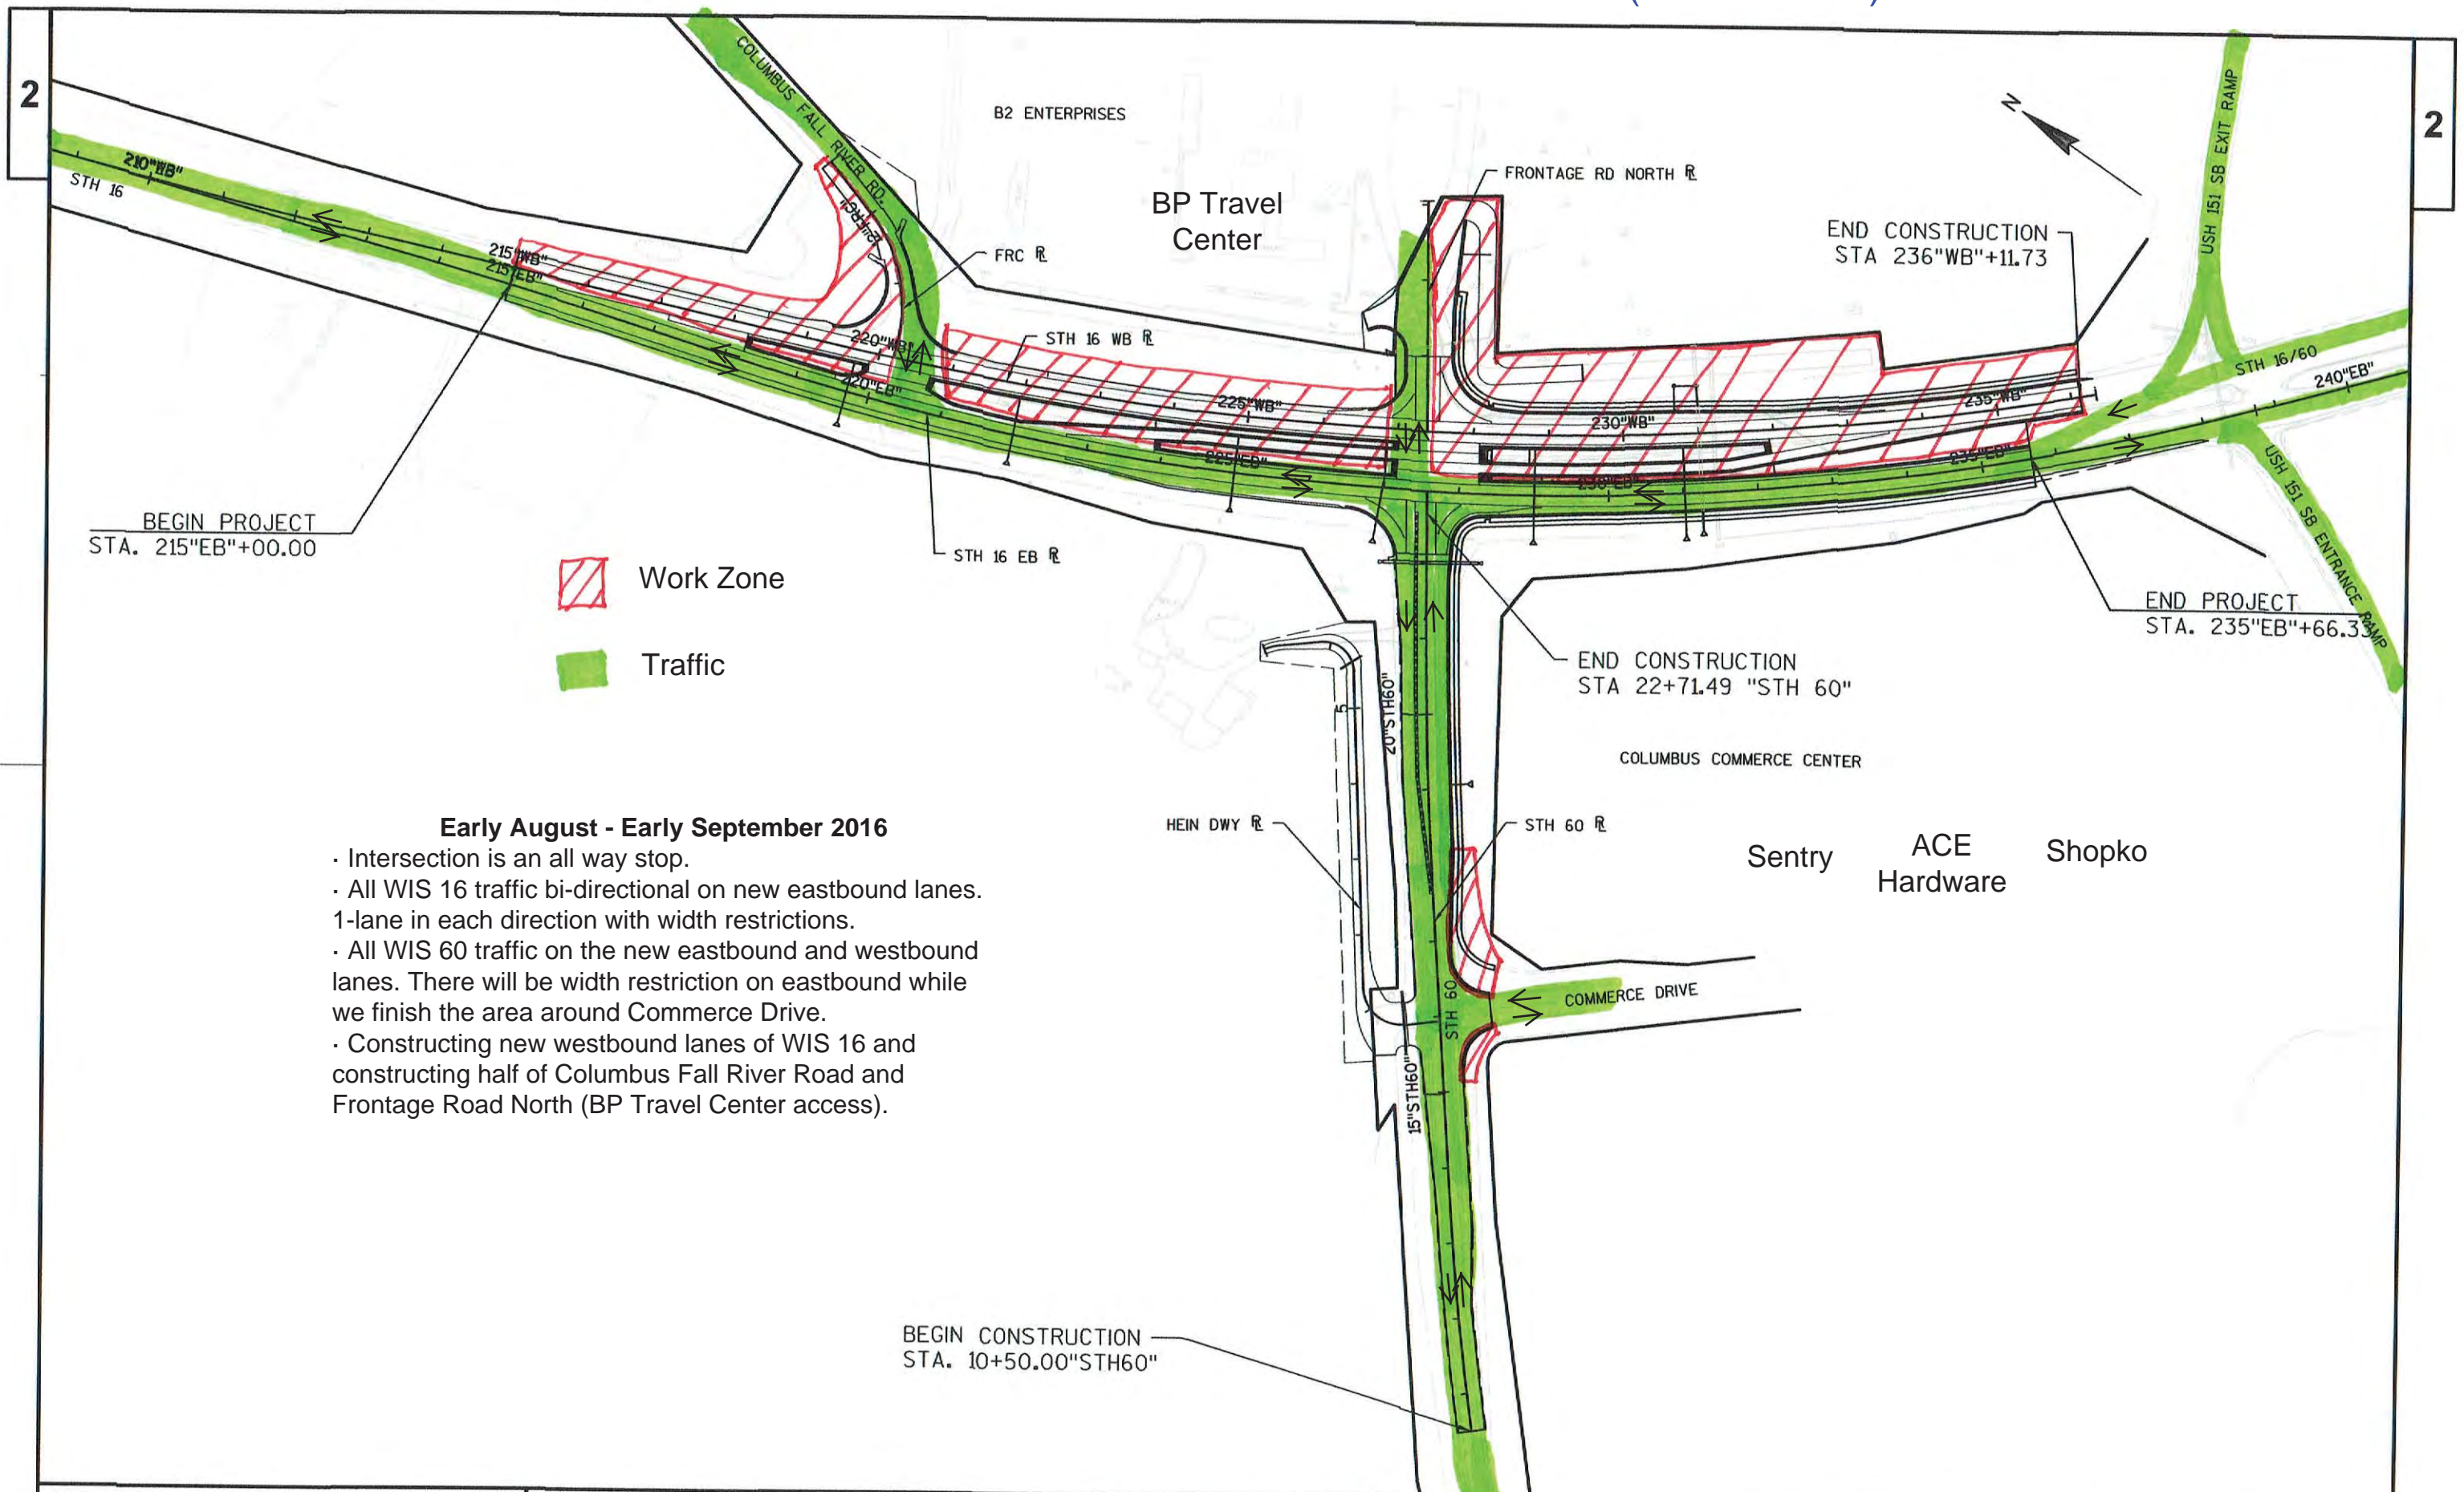 2
2
COLUMBUS FALL RIVER RD.
B2 ENTERPRISES
BP Travel
Center
FRONTAGE RD NORTH
N
USH 151 SB EXIT RAMP
END CONSTRUCTION
STA 236"WB"+11.73
210"WB"
STH 16
215"WB"
215"EB"
FRC
STH 16 WB
220"WB"
220"EB"
225"WB"
225"EB"
230"WB"
230"EB"
235"WB"
235"EB"
STH 16/60
240"EB"
USH 151 SB ENTRANCE RAMP
BEGIN PROJECT
STA. 215"EB"+00.00
STH 16 EB
Work Zone
Traffic
END PROJECT
STA. 235"EB"+66.33
END CONSTRUCTION
STA 22+71.49 "STH 60"
20"STH60"
5
COLUMBUS COMMERCE CENTER
HEIN DWY
STH 60
Sentry
ACE
Hardware
Shopko
Early August - Early September 2016
· Intersection is an all way stop.
· All WIS 16 traffic bi-directional on new eastbound lanes.
1-lane in each direction with width restrictions.
· All WIS 60 traffic on the new eastbound and westbound
lanes. There will be width restriction on eastbound while
we finish the area around Commerce Drive.
· Constructing new westbound lanes of WIS 16 and
constructing half of Columbus Fall River Road and
Frontage Road North (BP Travel Center access).
COMMERCE DRIVE
STH 60
15"STH60"
BEGIN CONSTRUCTION
STA. 10+50.00"STH60"